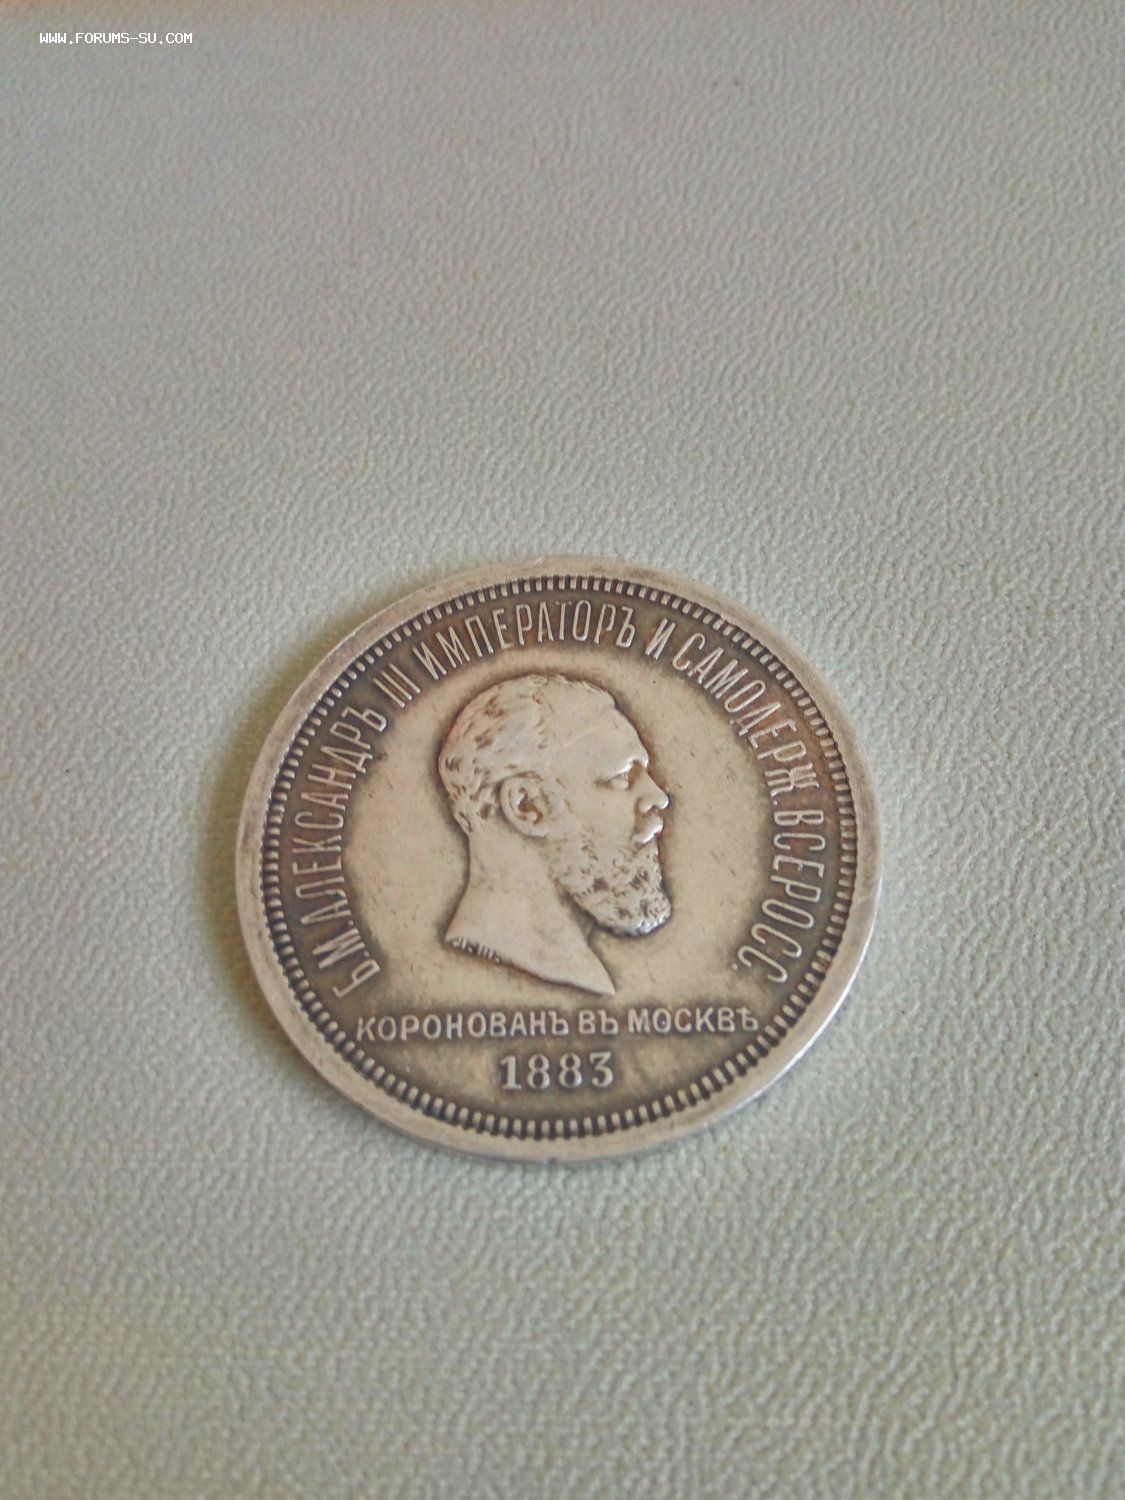 WWW.FORUMS-SU.COM
Б.М.АЛЕКСАНДРЪ III ИМПЕРАТОРЪ И САМОДЕРЖ. ВСЕРОСС.
Л.Ш.
КОРОНОВАНЪ ВЪ МОСКВѢ
1883